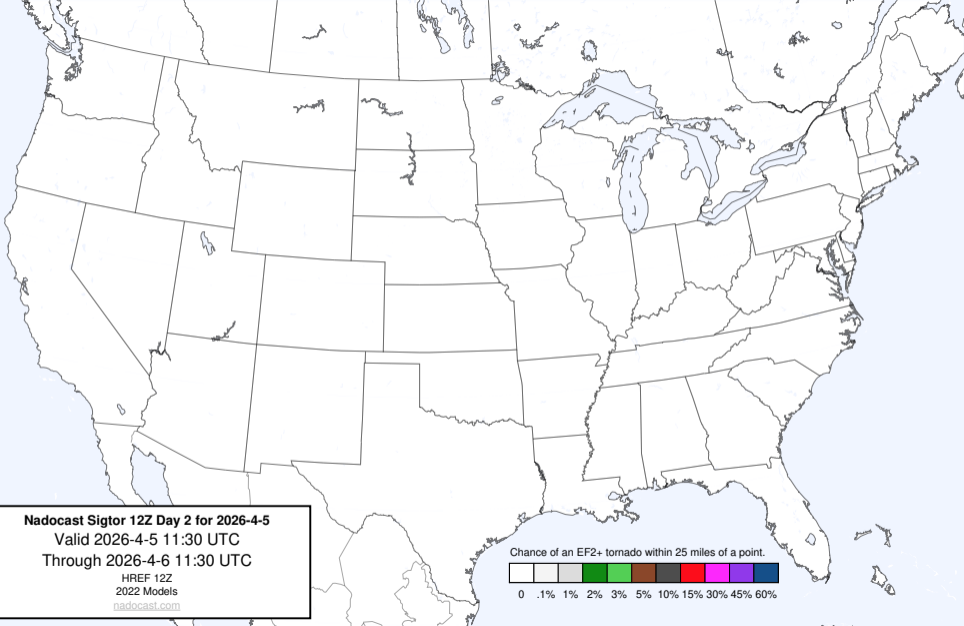 Nadocast Sigtor 12Z Day 2 for 2026-4-5
Valid 2026-4-5 11:30 UTC
Through 2026-4-6 11:30 UTC
HREF 12Z
2022 Models
nadocast.com
Chance of an EF2+ tornado within 25 miles of a point.
0 .1% 1% 2% 3% 5% 10% 15% 30% 45% 60%